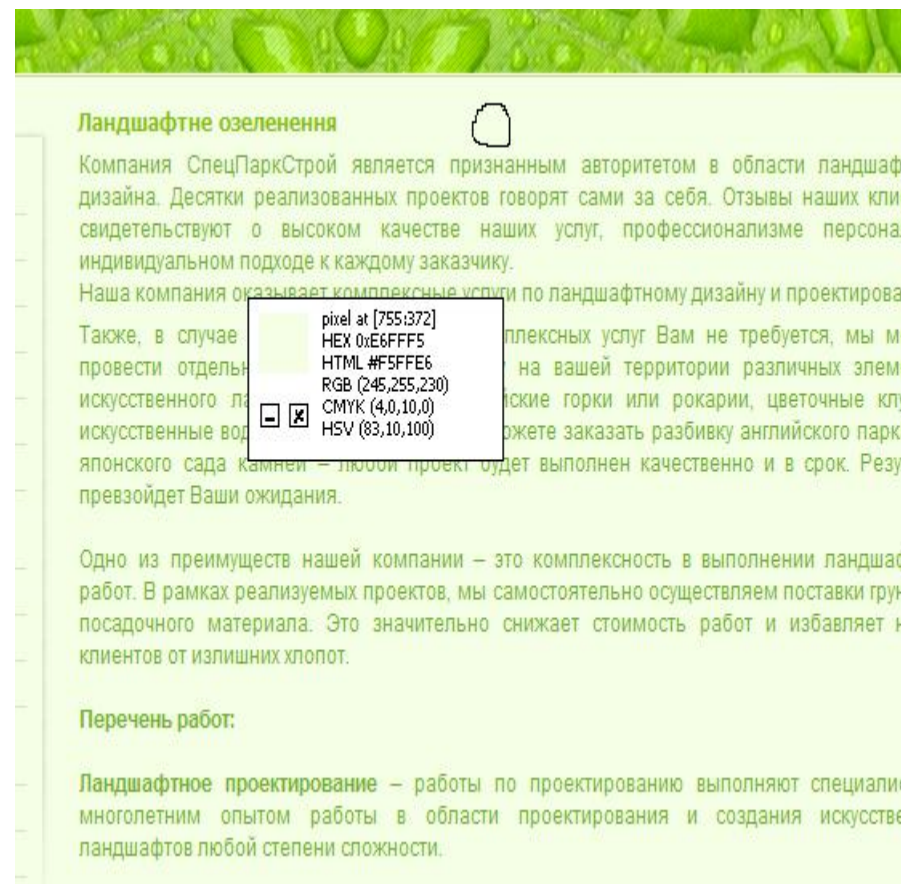 Ландшафтне озеленення
Компания СпецПаркСтрой является признанным авторитетом в области ландшаф
дизайна. Десятки реализованных проектов говорят сами за себя. Отзывы наших кли
свидетельствуют о высоком качестве наших услуг, профессионализме персона
индивидуальном подходе к каждому заказчику.
Наша компания оказывает комплексные услуги по ландшафтному дизайну и проектирова
Также, в случае плексных услуг Вам не требуется, мы м
провести отдельн на вашей территории различных элем
искусственного ла йские горки или рокарии, цветочные клу
искусственные вод ожете заказать разбивку английского парк
японского сада камней – любой проект будет выполнен качественно и в срок. Резу
превзойдет Ваши ожидания.
pixel at [755:372]
HEX 0xE6FFF5
HTML #F5FFE6
RGB (245,255,230)
CMYK (4,0,10,0)
HSV (83,10,100)
Одно из преимуществ нашей компании – это комплексность в выполнении ландшаф
работ. В рамках реализуемых проектов, мы самостоятельно осуществляем поставки грун
посадочного материала. Это значительно снижает стоимость работ и избавляет н
клиентов от излишних хлопот.
Перечень работ:
Ландшафтное проектирование – работы по проектированию выполняют специалис
многолетним опытом работы в области проектирования и создания искусстве
ландшафтов любой степени сложности.